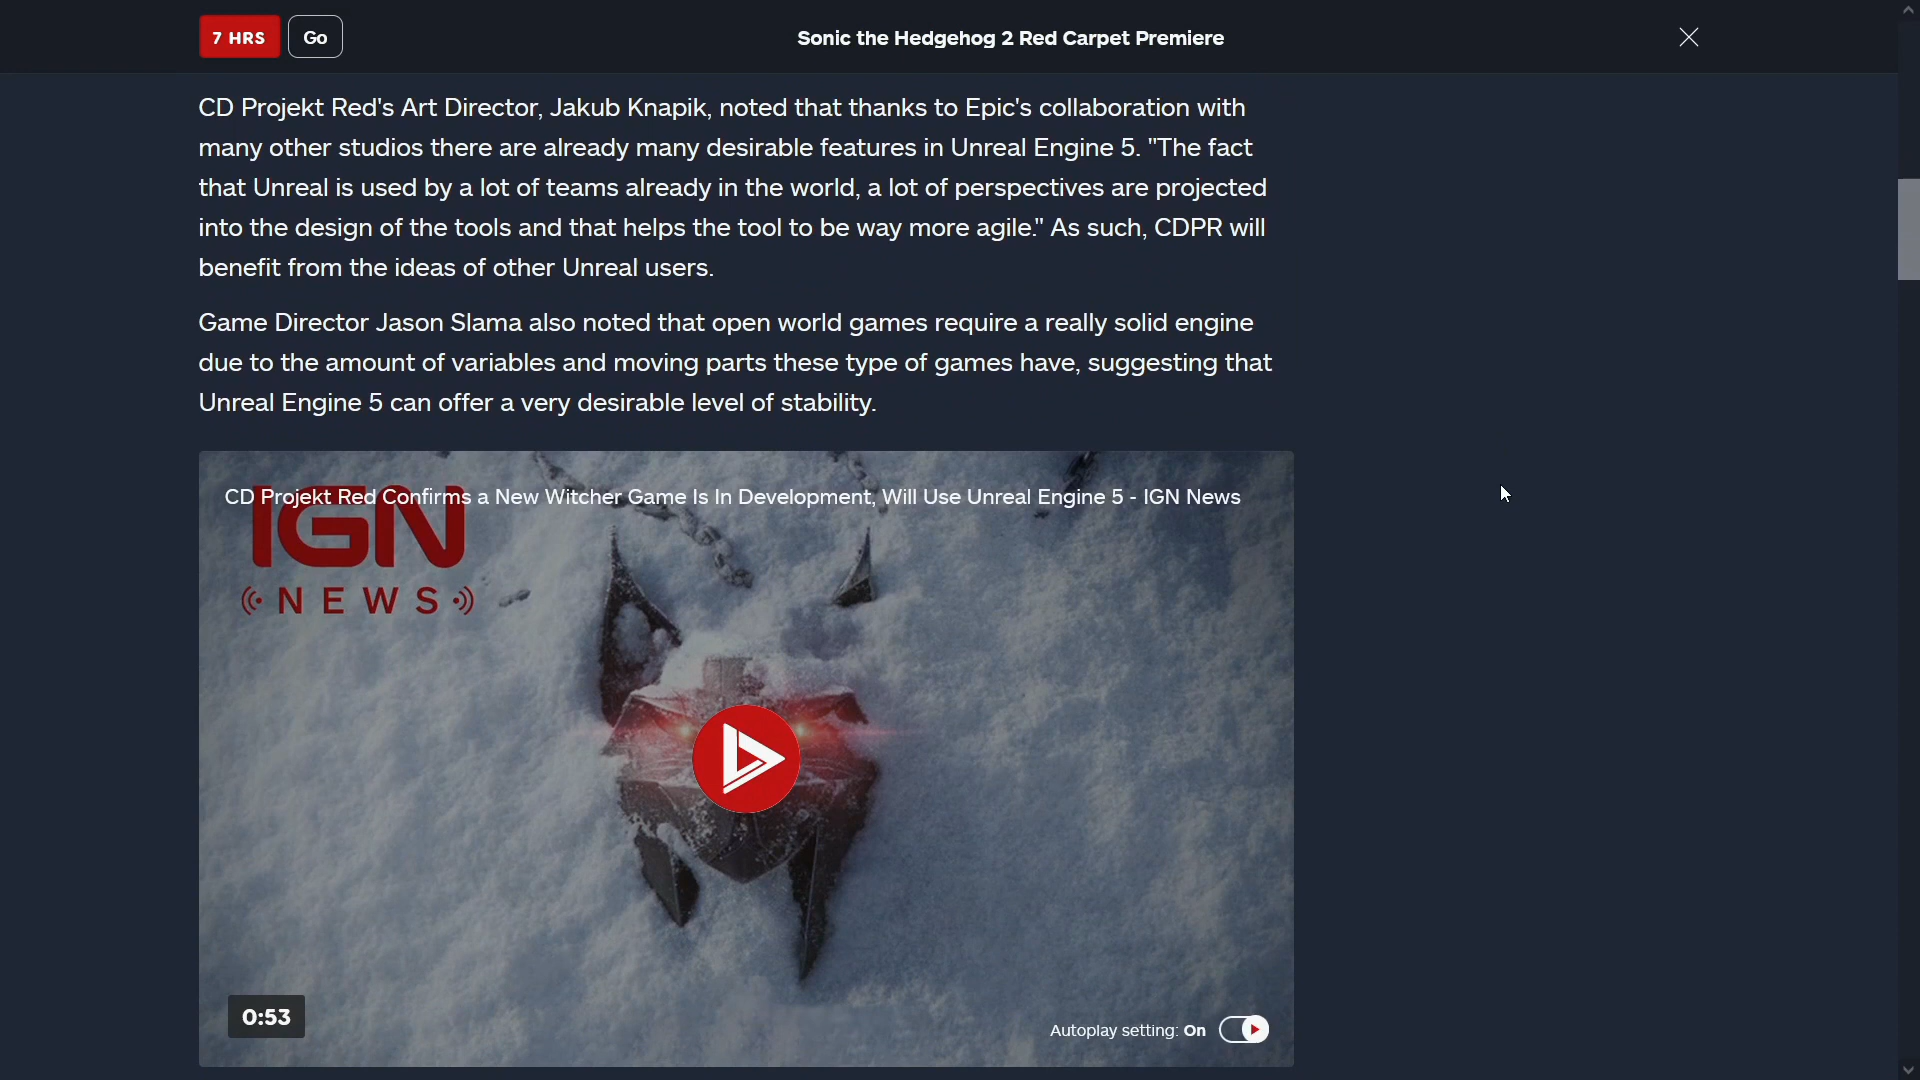 7 HRS
Go
Sonic the Hedgehog 2 Red Carpet Premiere
CD Projekt Red's Art Director, Jakub Knapik, noted that thanks to Epic's collaboration with
many other studios there are already many desirable features in Unreal Engine 5. "The fact
that Unreal is used by a lot of teams already in the world, a lot of perspectives are projected
into the design of the tools and that helps the tool to be way more agile." As such, CDPR will
benefit from the ideas of other Unreal users.
Game Director Jason Slama also noted that open world games require a really solid engine
due to the amount of variables and moving parts these type of games have, suggesting that
Unreal Engine 5 can offer a very desirable level of stability.
CD Projekt Red Confirms a New Witcher Game Is In Development, Will Use Unreal Engine 5 - IGN News
IGN
NEWS
0:53
Autoplay setting: On